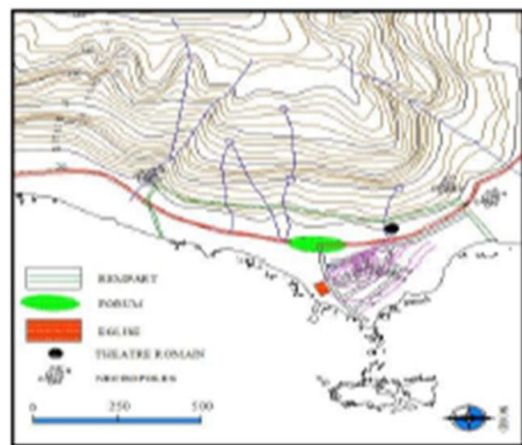 REMPART
FORUM
EGLISE
THEATRE ROMAIN
NECROPOLES
0 250 500